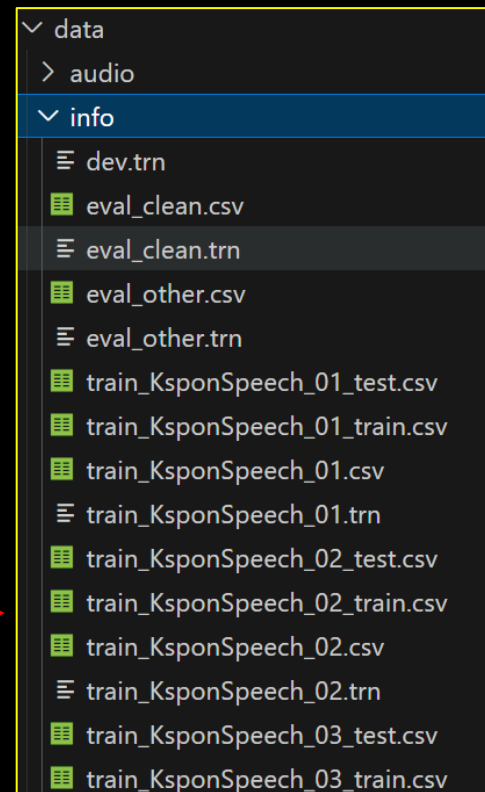 data
audio
info
dev.trn
eval_clean.csv
eval_clean.trn
eval_other.csv
eval_other.trn
train_KsponSpeech_01_test.csv
train_KsponSpeech_01_train.csv
train_KsponSpeech_01.csv
train_KsponSpeech_01.trn
train_KsponSpeech_02_test.csv
train_KsponSpeech_02_train.csv
train_KsponSpeech_02.csv
train_KsponSpeech_02.trn
train_KsponSpeech_03_test.csv
train_KsponSpeech_03_train.csv